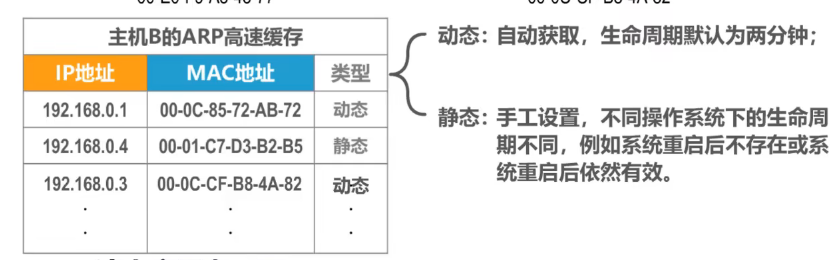 主机B的ARP高速缓存
IP地址 MAC地址 类型
192.168.0.1 00-0C-85-72-AB-72 动态
192.168.0.4 00-01-C7-D3-B2-B5 静态
192.168.0.3 00-0C-CF-B8-4A-82 动态
动态：自动获取，生命周期默认为两分钟；
静态：手工设置，不同操作系统下的生命周
期不同，例如系统重启后不存在或系
统重启后依然有效。